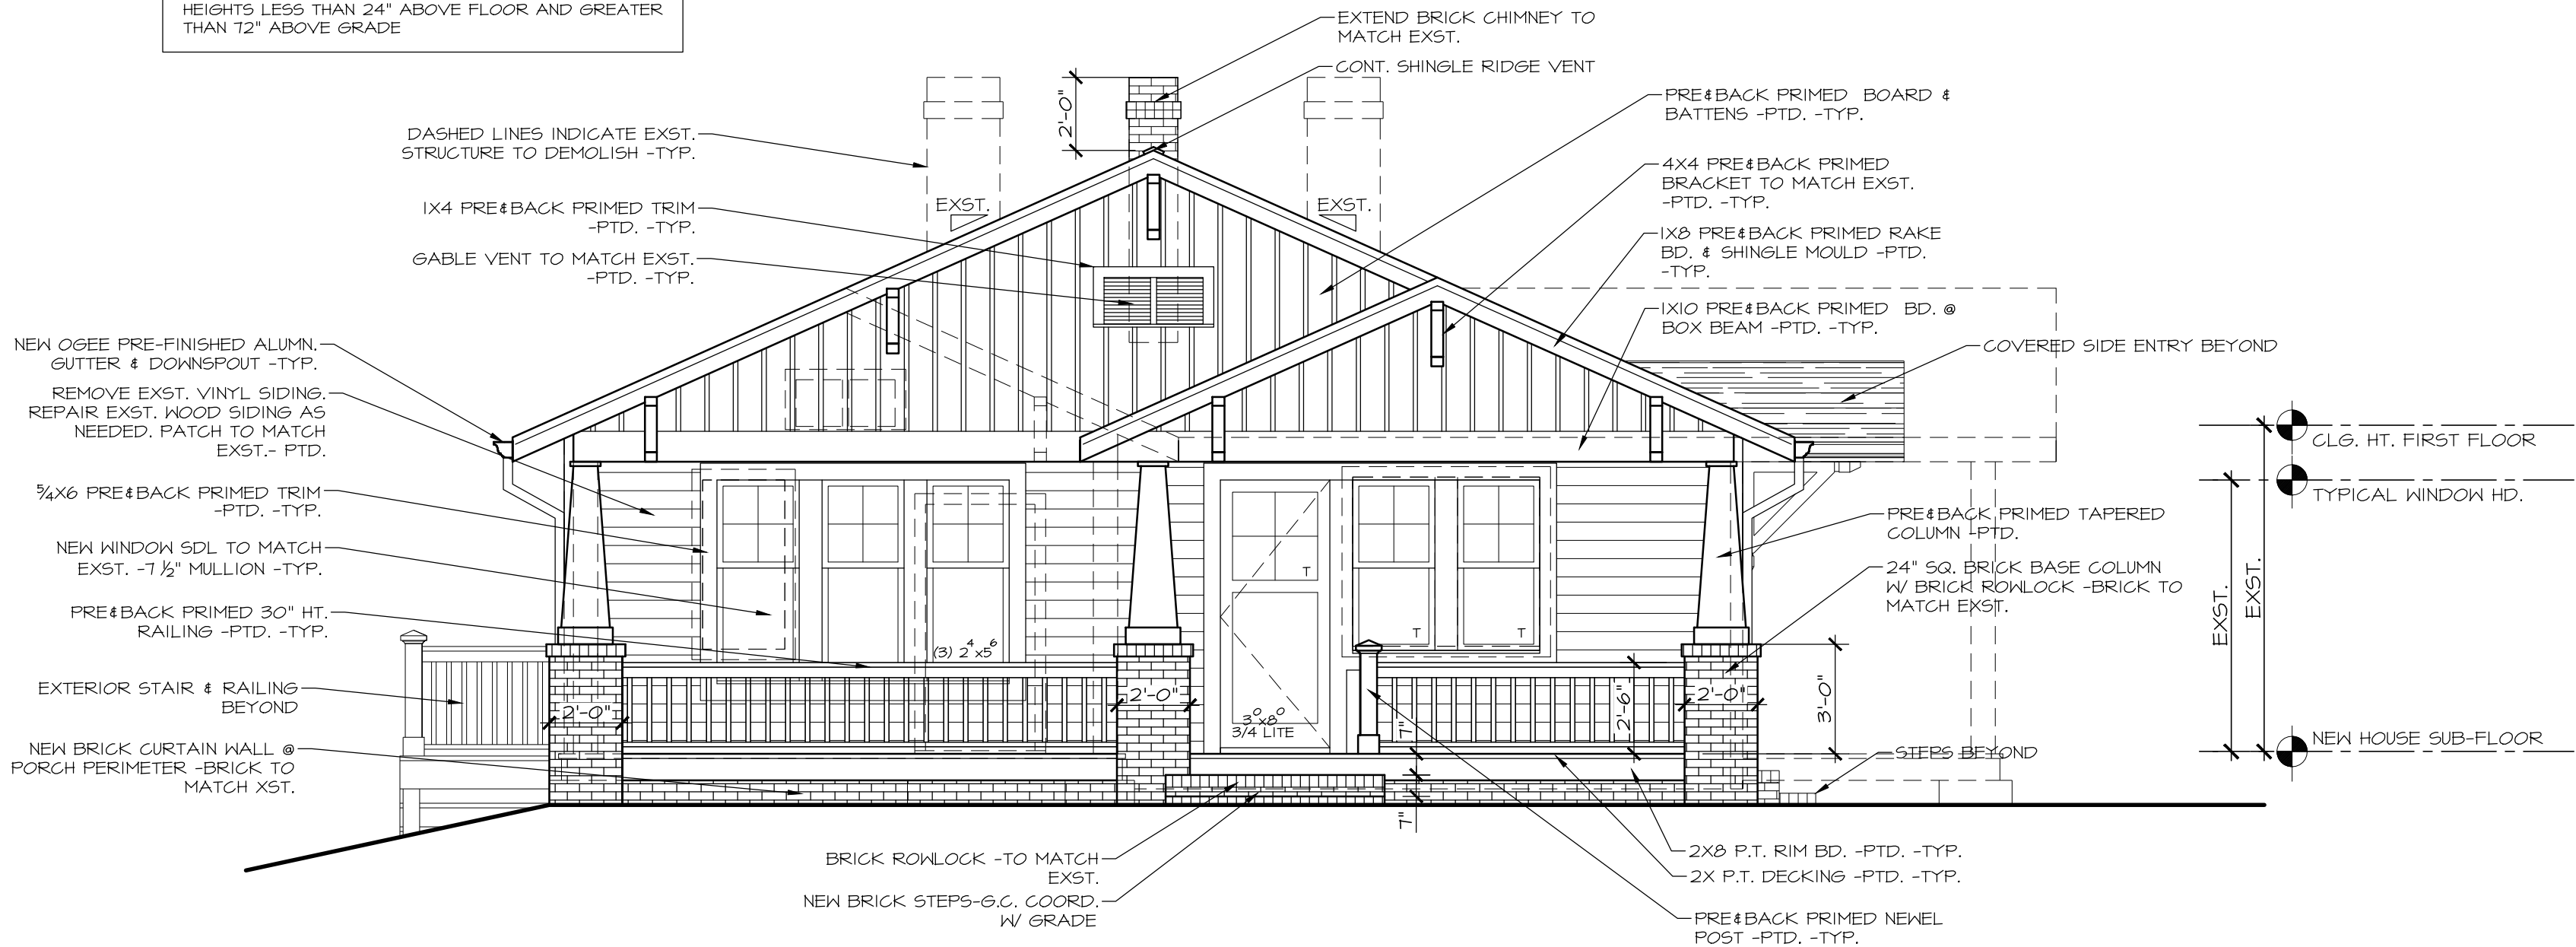 HEIGHTS LESS THAN 24" ABOVE FLOOR AND GREATER
THAN 72" ABOVE GRADE
EXTEND BRICK CHIMNEY TO
MATCH EXST.
CONT. SHINGLE RIDGE VENT
2'-0"
DASHED LINES INDICATE EXST.
STRUCTURE TO DEMOLISH -TYP.
1X4 PRE&BACK PRIMED TRIM
-PTD. -TYP.
GABLE VENT TO MATCH EXST.
-PTD. -TYP.
EXST.
EXST.
PRE&BACK PRIMED BOARD &
BATTENS -PTD. -TYP.
4X4 PRE&BACK PRIMED
BRACKET TO MATCH EXST.
-PTD. -TYP.
1X8 PRE&BACK PRIMED RAKE
BD. & SHINGLE MOULD -PTD.
-TYP.
1X10 PRE&BACK PRIMED BD. @
BOX BEAM -PTD. -TYP.
COVERED SIDE ENTRY BEYOND
NEW OGEE PRE-FINISHED ALUMN.
GUTTER & DOWNSPOUT -TYP.
REMOVE EXST. VINYL SIDING.
REPAIR EXST. WOOD SIDING AS
NEEDED. PATCH TO MATCH
EXST.- PTD.
5/4X6 PRE&BACK PRIMED TRIM
-PTD. -TYP.
NEW WINDOW SDL TO MATCH
EXST. -7 1/2" MULLION -TYP.
PRE&BACK PRIMED 30" HT.
RAILING -PTD. -TYP.
EXTERIOR STAIR & RAILING
BEYOND
NEW BRICK CURTAIN WALL @
PORCH PERIMETER -BRICK TO
MATCH XST.
(3) 2⁴x5⁶
T
T
T
3⁰x8⁰
3/4 LITE
2'-0"
2'-0"
2'-0"
7"
7"
2'-6"
3'-0"
CLG. HT. FIRST FLOOR
TYPICAL WINDOW HD.
PRE&BACK PRIMED TAPERED
COLUMN -PTD.
24" SQ. BRICK BASE COLUMN
W/ BRICK ROWLOCK -BRICK TO
MATCH EXST.
EXST.
EXST.
NEW HOUSE SUB-FLOOR
STEPS BEYOND
BRICK ROWLOCK -TO MATCH
EXST.
NEW BRICK STEPS-G.C. COORD.
W/ GRADE
2X8 P.T. RIM BD. -PTD. -TYP.
2X P.T. DECKING -PTD. -TYP.
PRE&BACK PRIMED NEWEL
POST -PTD. -TYP.